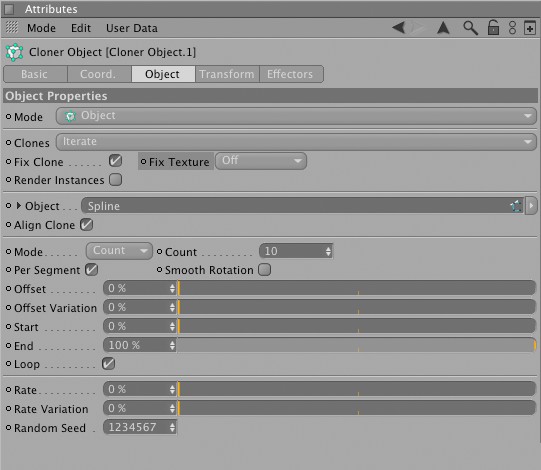 Attributes
Mode Edit User Data
Cloner Object [Cloner Object.1]
Basic Coord. Object Transform Effectors
Object Properties
Mode Object
Clones Iterate
Fix Clone . . . . . . Fix Texture Off
Render Instances
Object . . . Spline
Align Clone
Mode . . . . . . Count Count . . . . . . . . . 10
Per Segment Smooth Rotation
Offset . . . . . . . . . 0 %
Offset Variation 0 %
Start . . . . . . . . . . 0 %
End . . . . . . . . . . 100 %
Loop . . . . . . . . . .
Rate . . . . . . . . . . 0 %
Rate Variation 0 %
Random Seed . 1234567